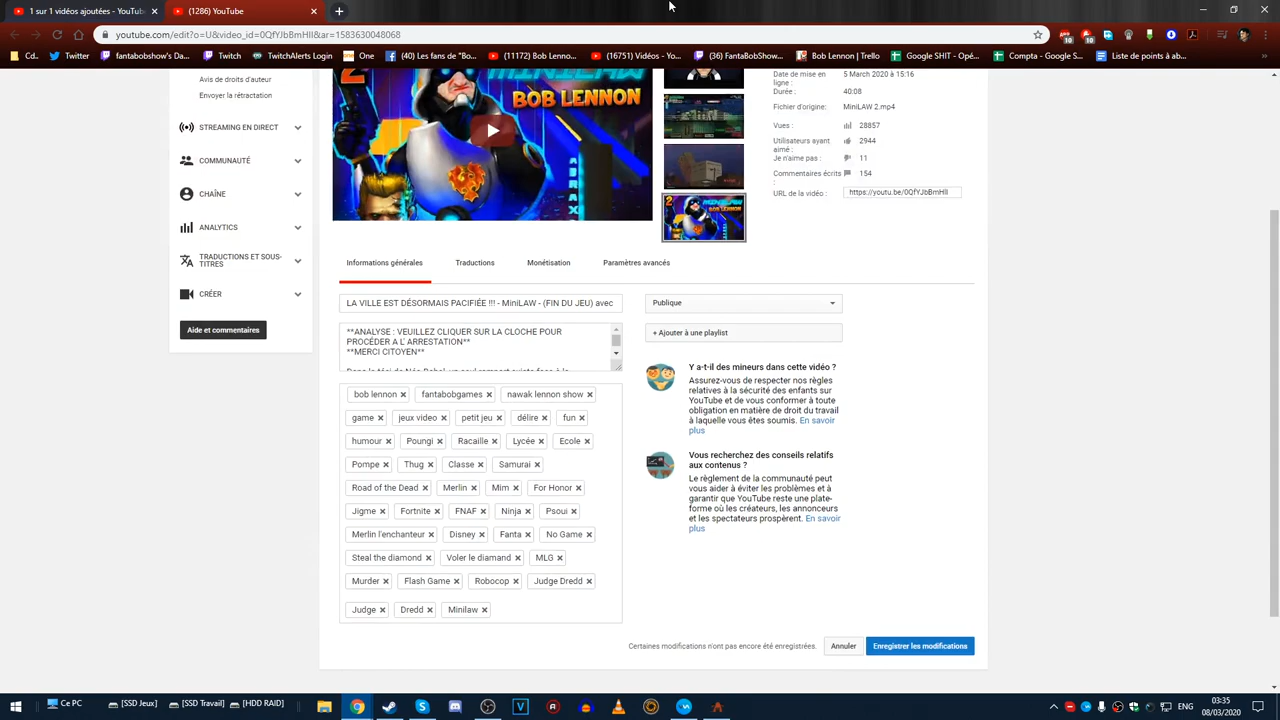 1 sur 1 vidéos - YouTube
(1286) YouTube
youtube.com/edit?o=U&video_id=0QfYJbBmHlI&ar=1583630048068
Cd..
Twitter
fantabobshow's Das...
Twitch
TwitchAlerts Login
One
(40) Les fans de "Bo...
(11172) Bob Lennon...
(16751) Vidéos - Yo...
(36) FantaBobShow...
Bob Lennon | Trello
Google SHIT - Opé...
Compta - Google S...
Liste de points à ab...
Avis de droits d'auteur
Envoyer la rétractation
STREAMING EN DIRECT
COMMUNAUTÉ
CHAÎNE
ANALYTICS
TRADUCTIONS ET SOUS-
TITRES
CRÉER
Aide et commentaires
2
BOB LENNON
Date de mise en
ligne :
5 March 2020 à 15:16
Durée :
40:08
Fichier d'origine:
MiniLAW 2.mp4
Vues :
28857
Utilisateurs ayant
aimé :
2944
Je n'aime pas :
11
Commentaires écrits
:
154
URL de la vidéo :
https://youtu.be/0QfYJbBmHlI
Informations générales
Traductions
Monétisation
Paramètres avancés
LA VILLE EST DÉSORMAIS PACIFIÉE !!! - MiniLAW - (FIN DU JEU) avec
**ANALYSE : VEUILLEZ CLIQUER SUR LA CLOCHE POUR
PROCÉDER A L' ARRESTATION**
**MERCI CITOYEN**
bob lennon
fantabobgames
nawak lennon show
game
jeux video
petit jeu
délire
fun
humour
Poungi
Racaille
Lycée
Ecole
Pompe
Thug
Classe
Samurai
Road of the Dead
Merlin
Mim
For Honor
Jigme
Fortnite
FNAF
Ninja
Psoui
Merlin l'enchanteur
Disney
Fanta
No Game
Steal the diamond
Voler le diamand
MLG
Murder
Flash Game
Robocop
Judge Dredd
Judge
Dredd
Minilaw
Publique
+ Ajouter à une playlist
Y a-t-il des mineurs dans cette vidéo ?
Assurez-vous de respecter nos règles
relatives à la sécurité des enfants sur
YouTube et de vous conformer à toute
obligation en matière de droit du travail
à laquelle vous êtes soumis. En savoir
plus
Vous recherchez des conseils relatifs
aux contenus ?
Le règlement de la communauté peut
vous aider à éviter les problèmes et à
garantir que YouTube reste une plate-
forme où les créateurs, les annonceurs
et les spectateurs prospèrent. En savoir
plus
Certaines modifications n'ont pas encore été enregistrées.
Annuler
Enregistrer les modifications
Ce PC
[SSD Jeux]
[SSD Travail]
[HDD RAID]
ENG
03:35
08/03/2020